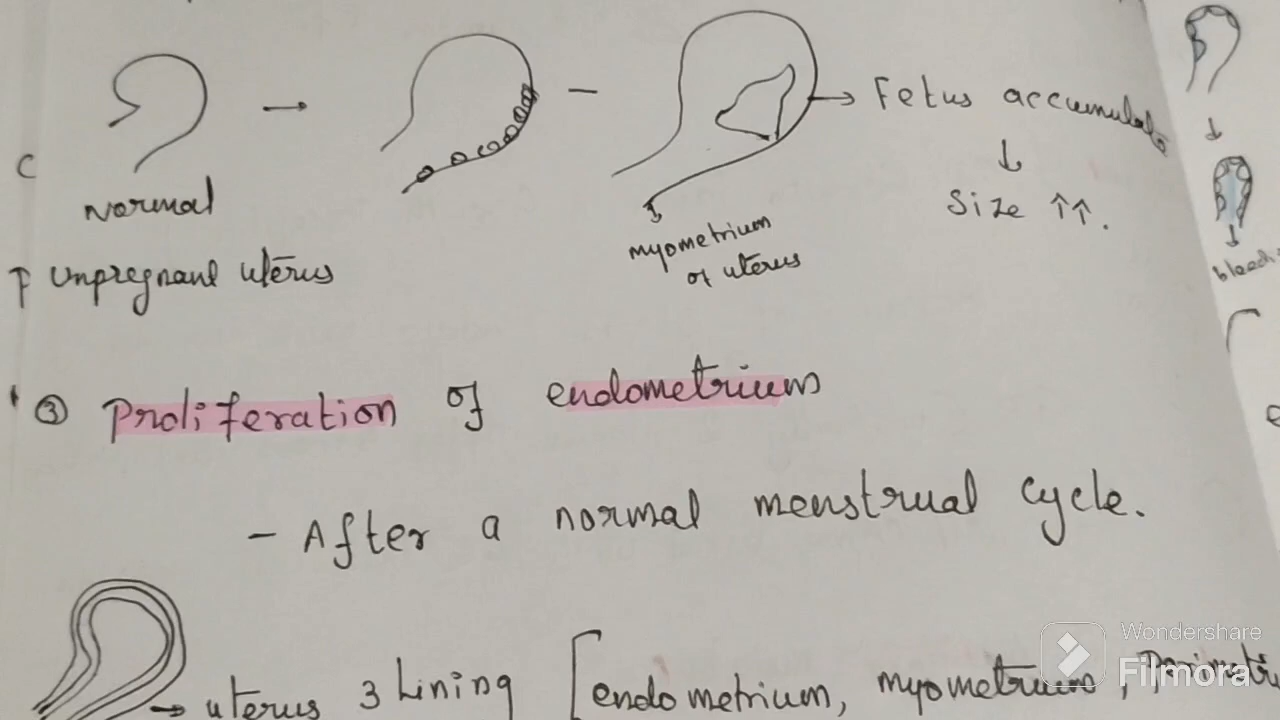 → – → Fetus accumulate
↓
Size ↑↑.
C
normal
unpregnant uterus
myometrium
of uterus
↓
↓
bleed
③ Proliferation of endometrium
- After a normal menstrual cycle.
→ uterus 3 Lining [endometrium, myometrium,
Wondershare
Filmora